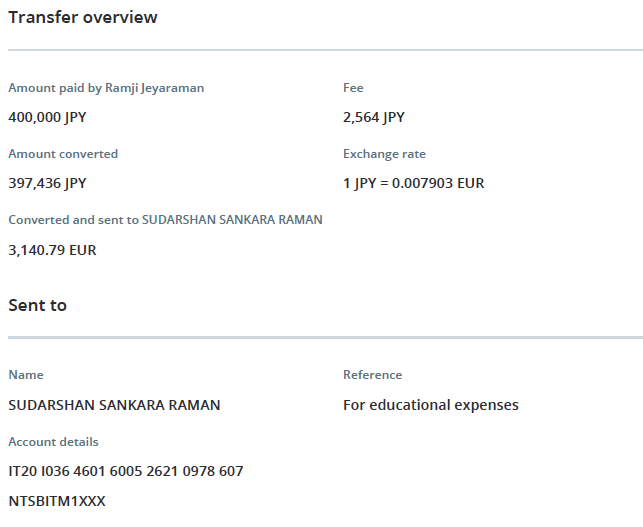 Transfer overview
Amount paid by Ramji Jeyaraman
Fee
400,000 JPY
2,564 JPY
Amount converted
Exchange rate
397,436 JPY
1 JPY = 0.007903 EUR
Converted and sent to SUDARSHAN SANKARA RAMAN
3,140.79 EUR
Sent to
Name
Reference
SUDARSHAN SANKARA RAMAN
For educational expenses
Account details
IT20 I036 4601 6005 2621 0978 607
NTSBITM1XXX